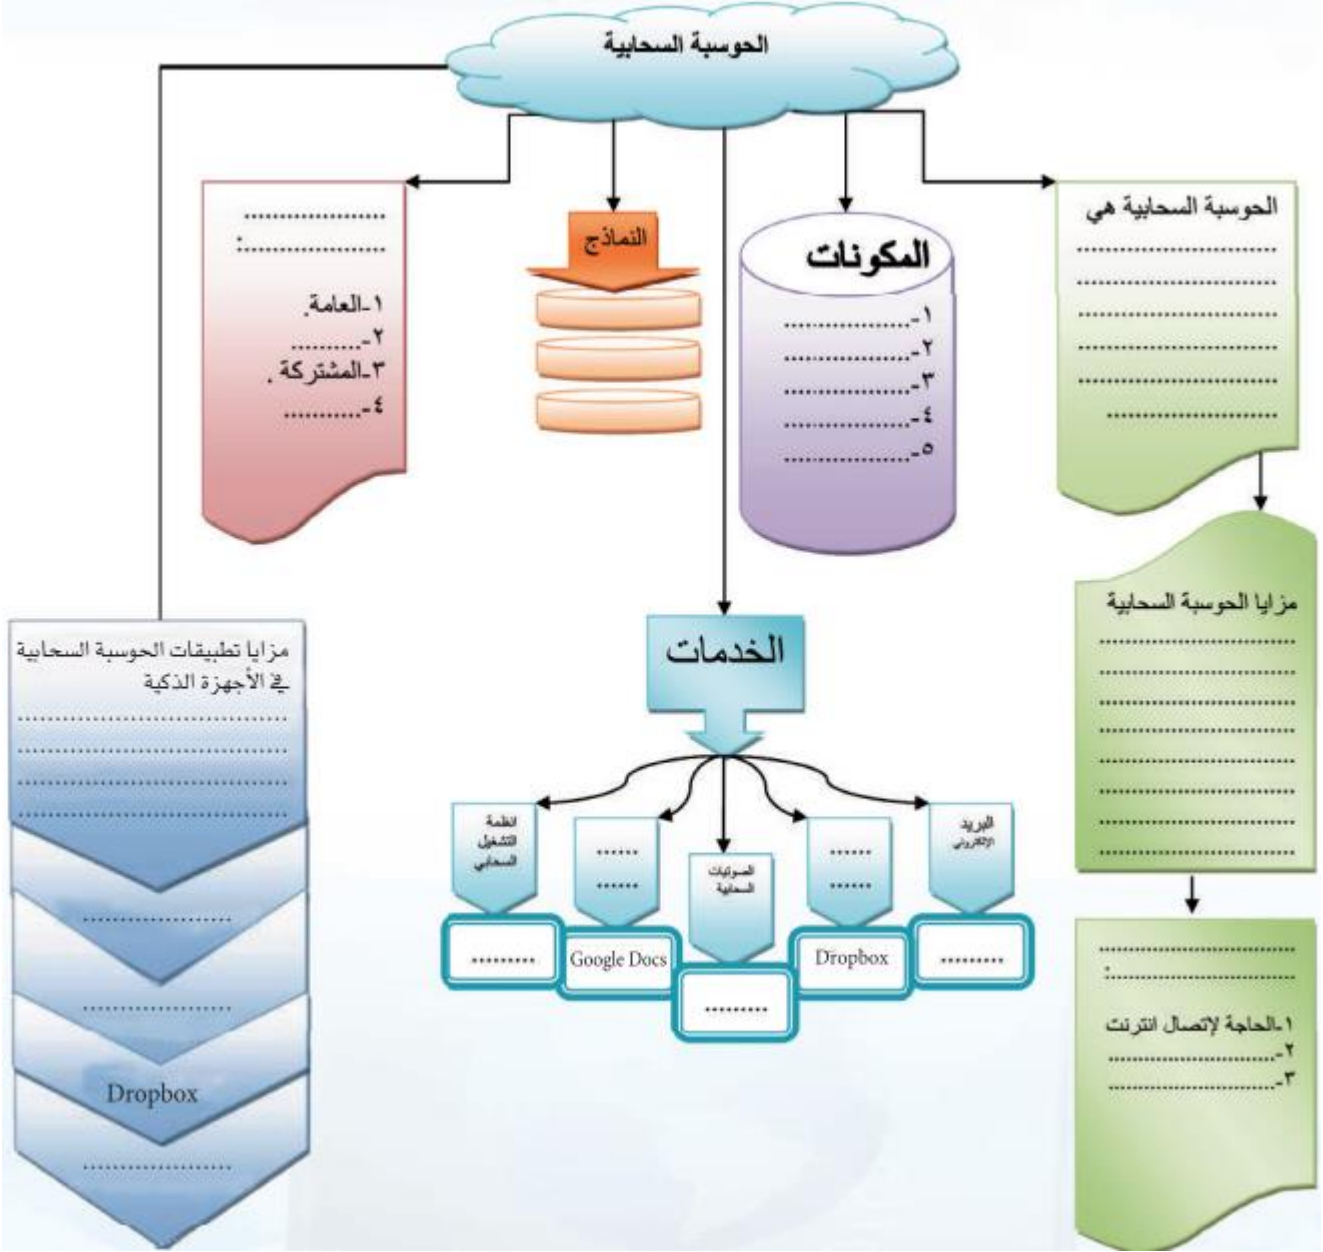 الحوسبة السحابية
الحوسبة السحابية هي
........................
........................
........................
........................
........................
.....................
المكونات
١-..................
٢-..................
٣-..................
٤-..................
٥-..................
النماذج
....................
....................:
١-العامة.
٢-..........
٣-المشتركة .
٤-...........
مزايا الحوسبة السحابية
........................
........................
........................
........................
........................
........................
........................
........................
........................
........................:
١-الحاجة لإتصال انترنت
٢-........................
٣-........................
الخدمات
البريد
الإلكتروني
.........
......
......
Dropbox
الصوتيات
السحابية
.........
......
......
Google Docs
انظمة
التشغيل
السحابي
.........
مزايا تطبيقات الحوسبة السحابية
في الأجهزة الذكية
..................................
..................................
..................................
..................................
...................
...................
Dropbox
...................